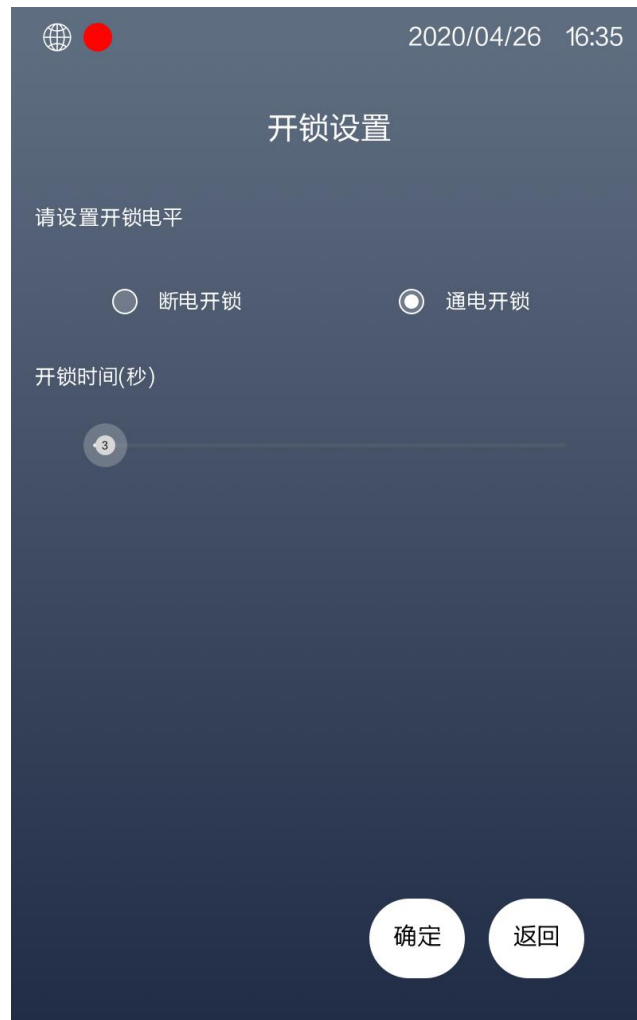 2020/04/26 16:35
开锁设置
请设置开锁电平
断电开锁 通电开锁
开锁时间(秒)
3
确定 返回